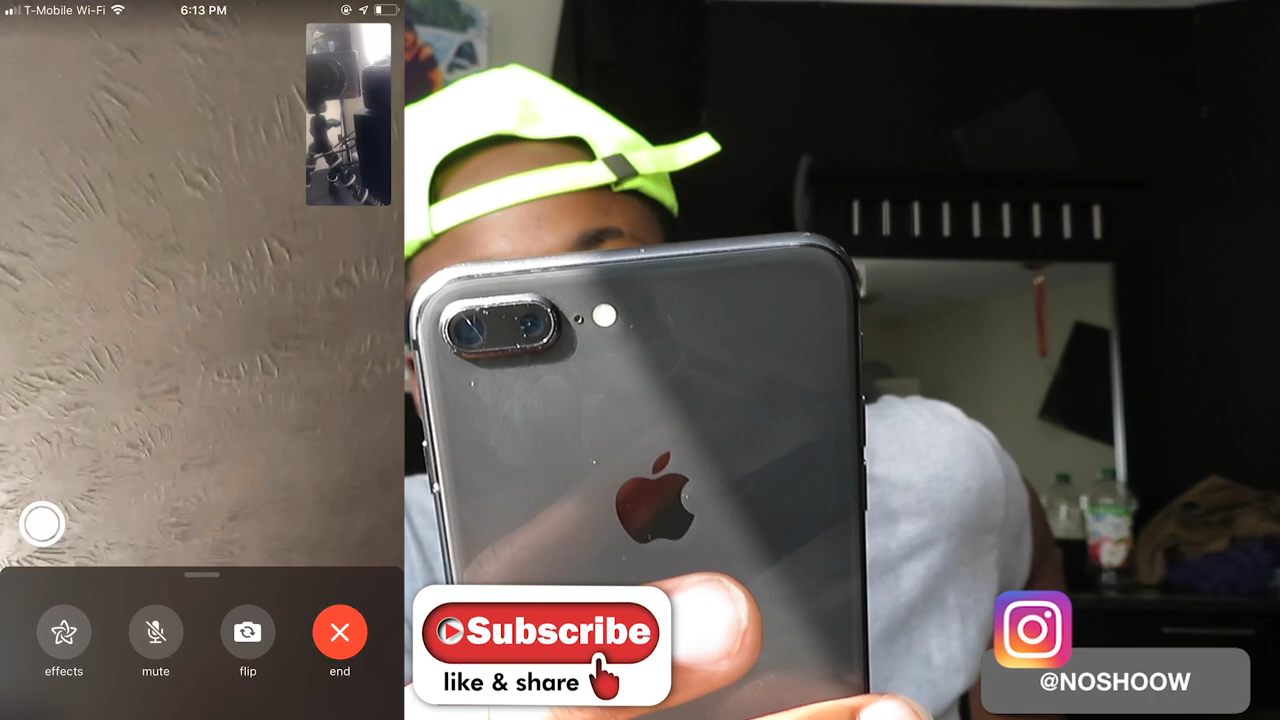 T-Mobile Wi-Fi
6:13 PM
effects
mute
flip
end
Subscribe
like & share
@NOSHOOW